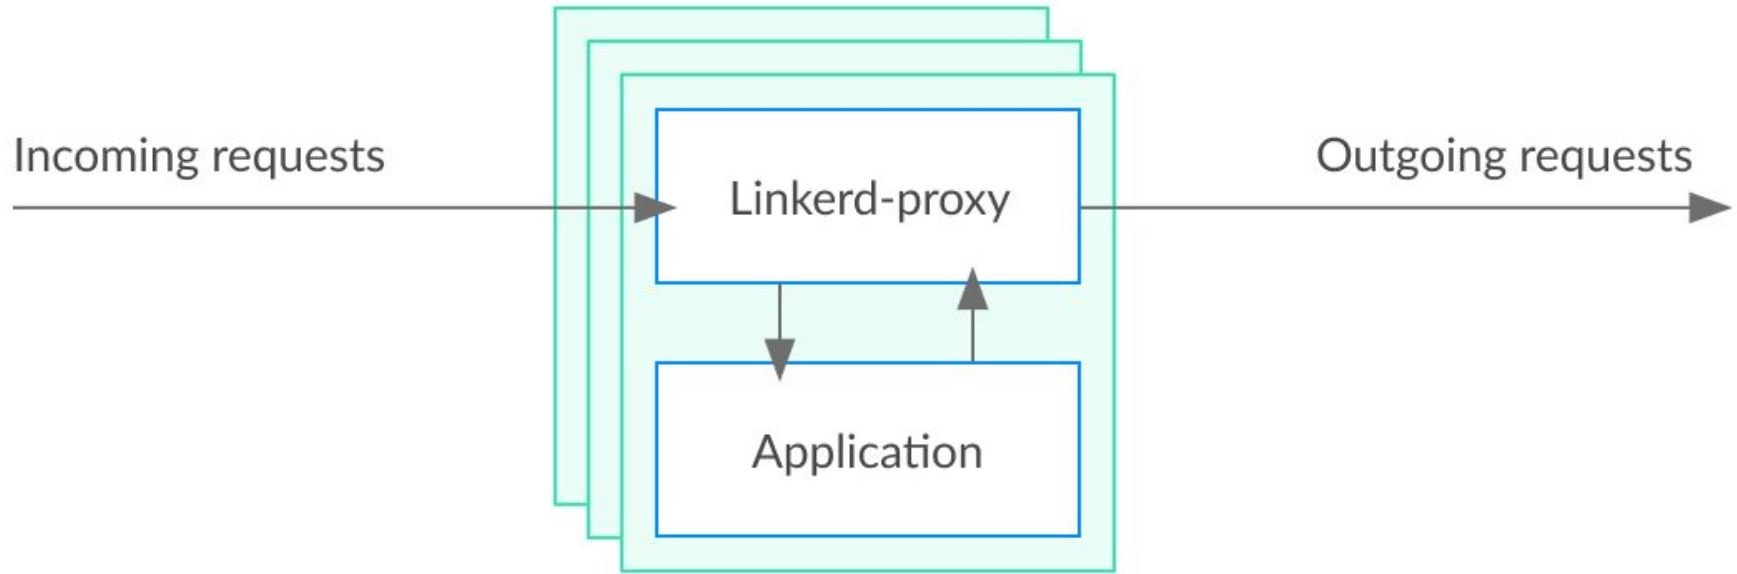 Incoming requests
Outgoing requests
Linkerd-proxy
Application